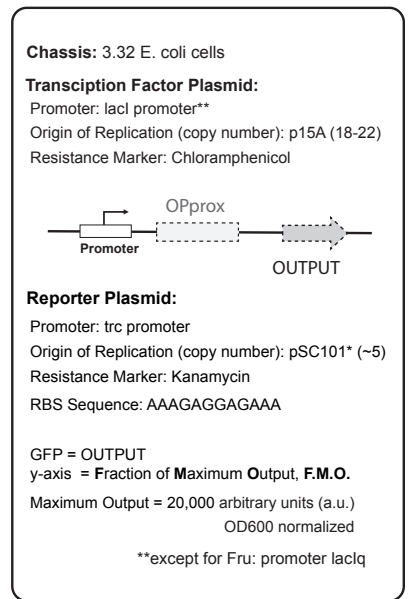 Chassis: 3.32 E. coli cells
Transciption Factor Plasmid:
Promoter: lacI promoter**
Origin of Replication (copy number): p15A (18-22)
Resistance Marker: Chloramphenicol
OPprox
Promoter
OUTPUT
Reporter Plasmid:
Promoter: trc promoter
Origin of Replication (copy number): pSC101* (~5)
Resistance Marker: Kanamycin
RBS Sequence: AAAGAGGAGAAA
GFP = OUTPUT
y-axis = Fraction of Maximum Output, F.M.O.
Maximum Output = 20,000 arbitrary units (a.u.)
OD600 normalized
**except for Fru: promoter lacIq